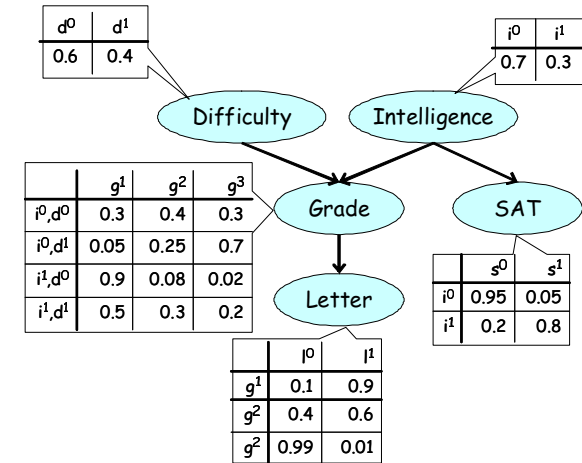 d⁰ d¹
0.6 0.4
i⁰ i¹
0.7 0.3
Difficulty
Intelligence
g¹ g² g³
i⁰,d⁰ 0.3 0.4 0.3
i⁰,d¹ 0.05 0.25 0.7
i¹,d⁰ 0.9 0.08 0.02
i¹,d¹ 0.5 0.3 0.2
Grade
SAT
s⁰ s¹
i⁰ 0.95 0.05
i¹ 0.2 0.8
Letter
l⁰ l¹
g¹ 0.1 0.9
g² 0.4 0.6
g² 0.99 0.01